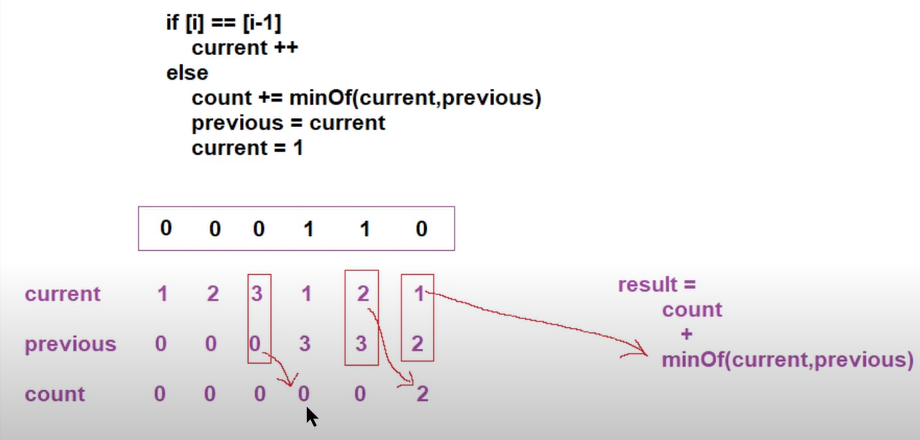 if [i] == [i-1]
current ++
else
count += minOf(current,previous)
previous = current
current = 1
0 0 0 1 1 0
current 1 2 3 1 2 1
previous 0 0 0 3 3 2
count 0 0 0 0 0 2
result =
count
+
minOf(current,previous)